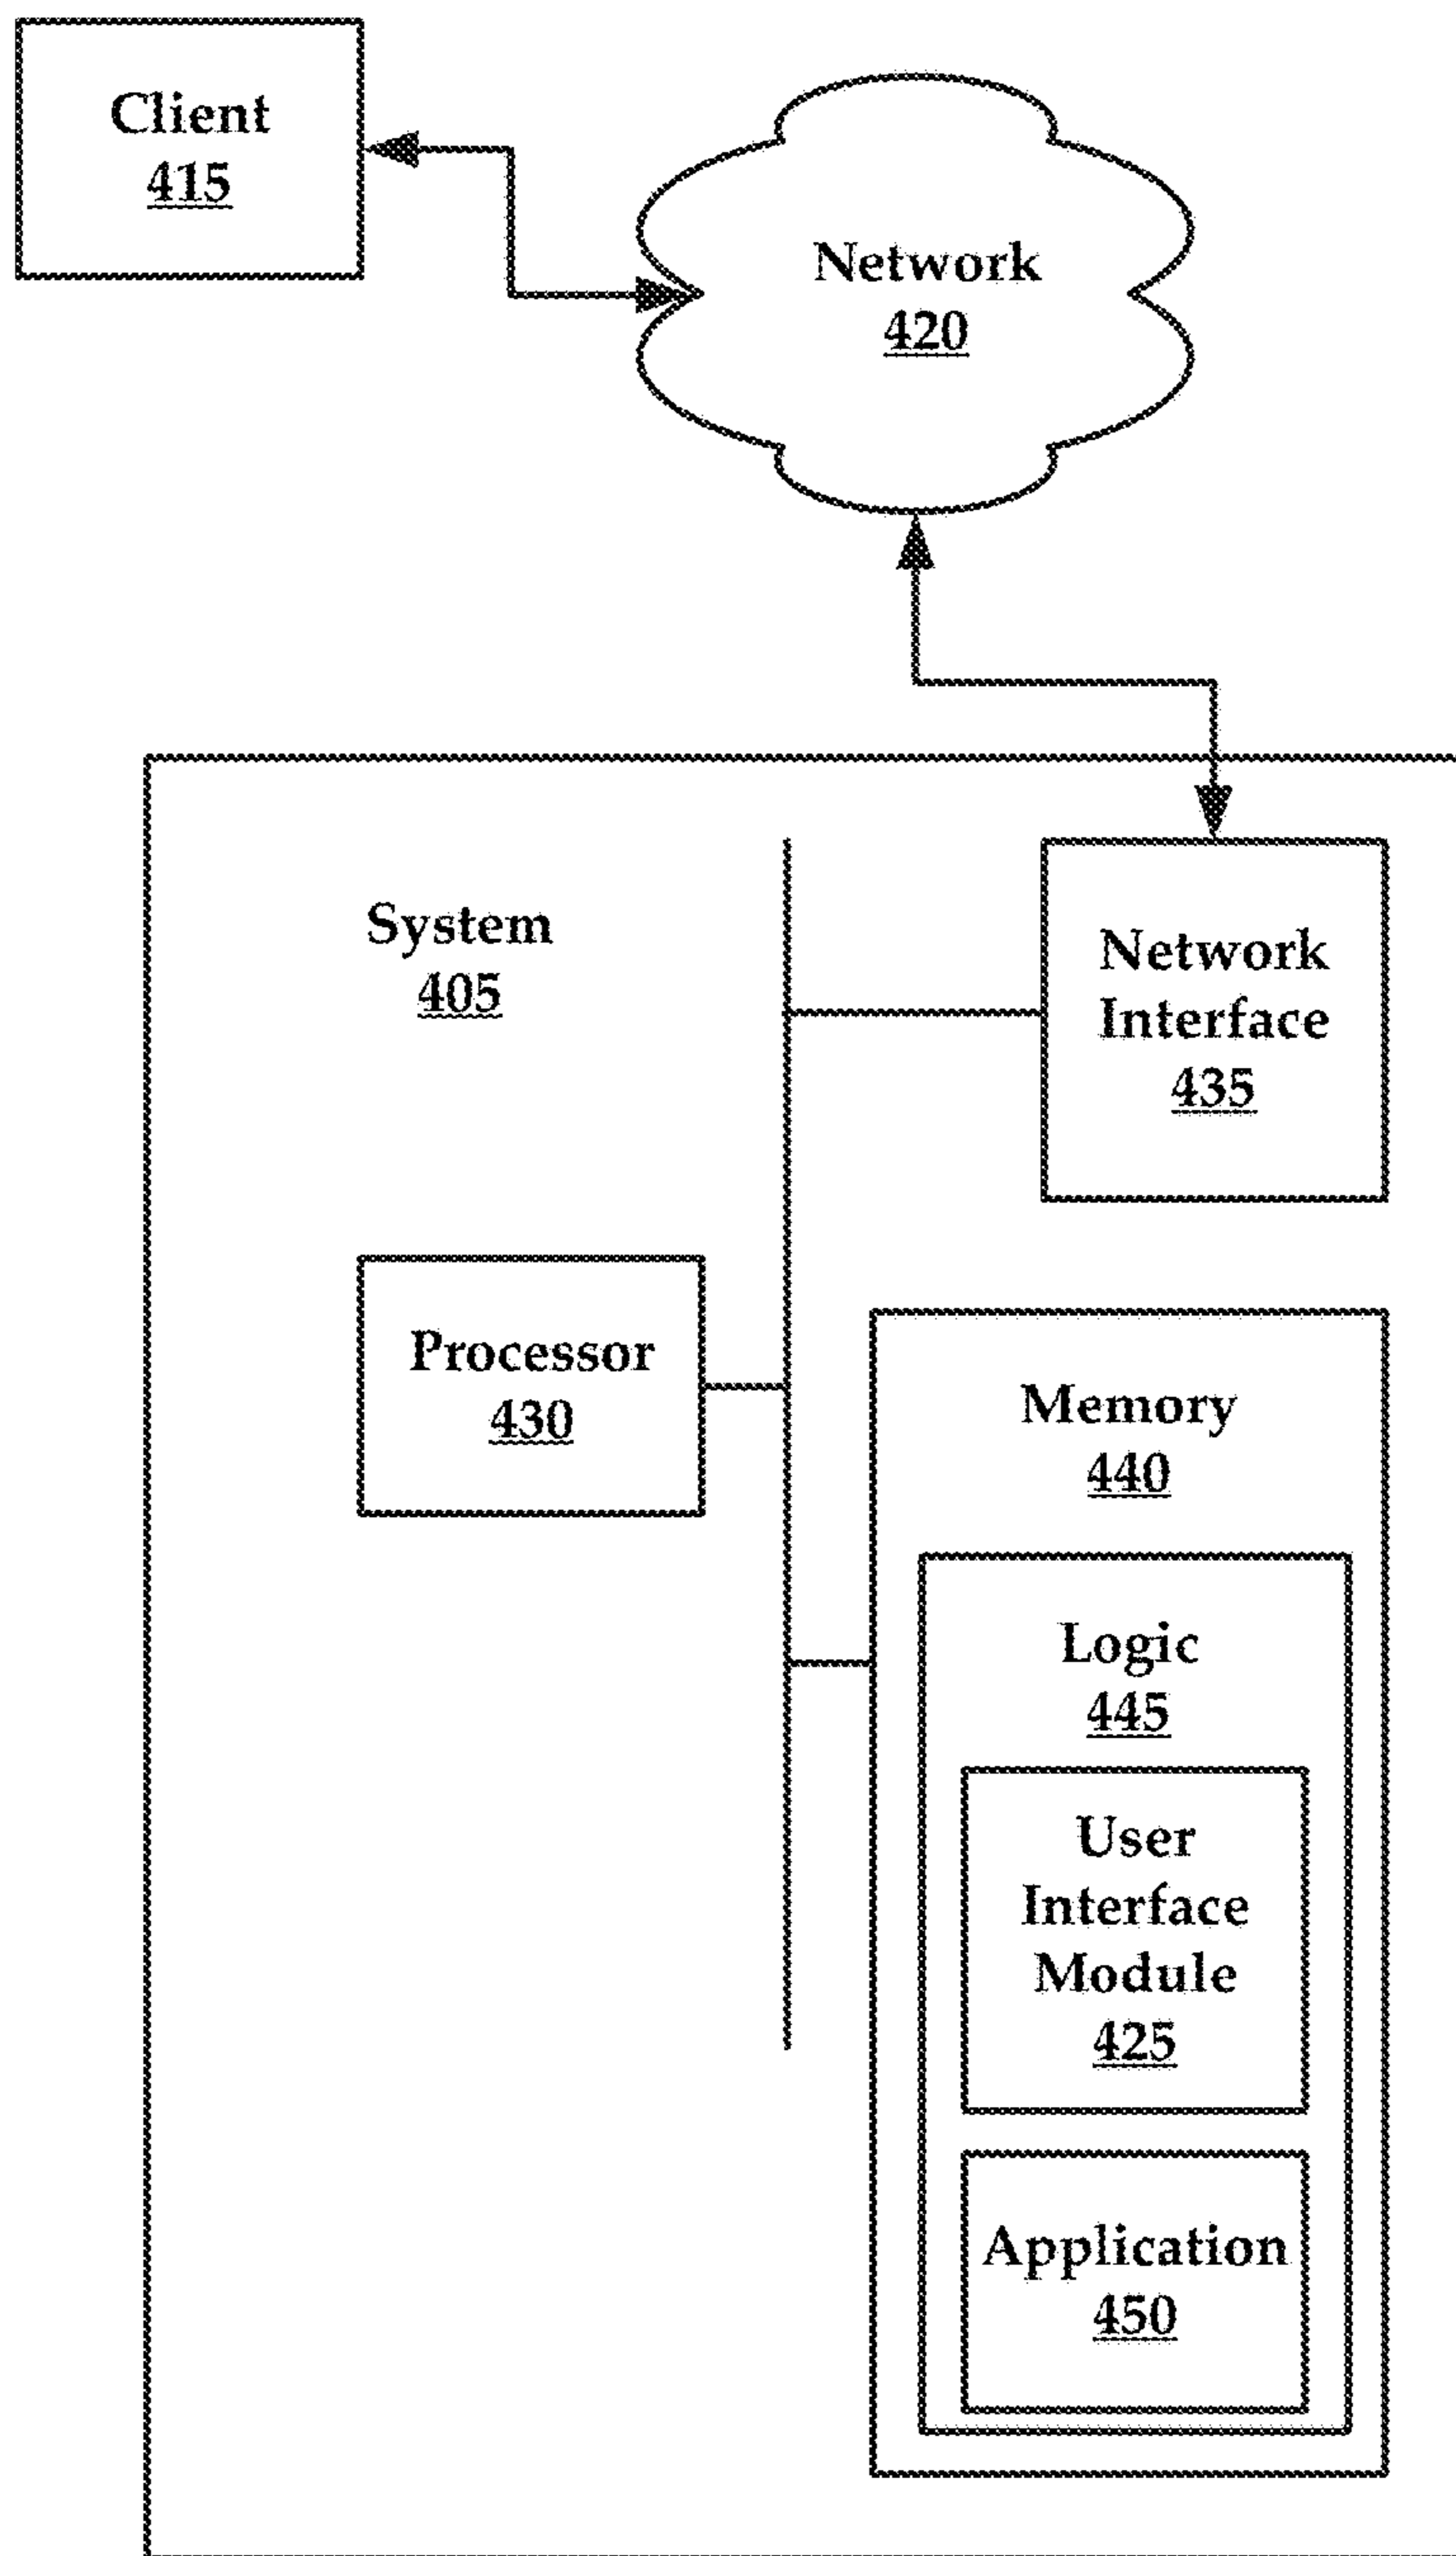 Client
415
Network
420
System
405
Network
Interface
435
Processor
430
Memory
440
Logic
445
User
Interface
Module
425
Application
450